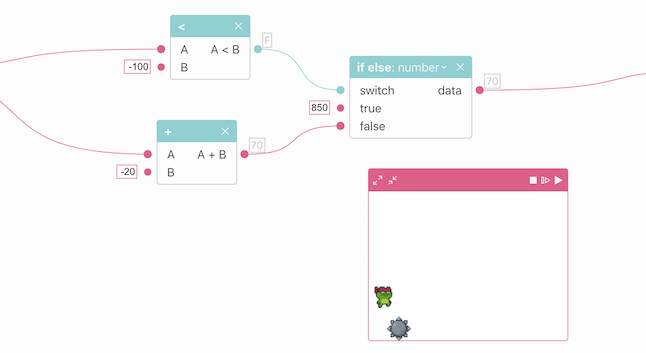 <
A A < B
B
-100
F
if else: number
switch data
true
false
850
70
+
A A + B
B
-20
70